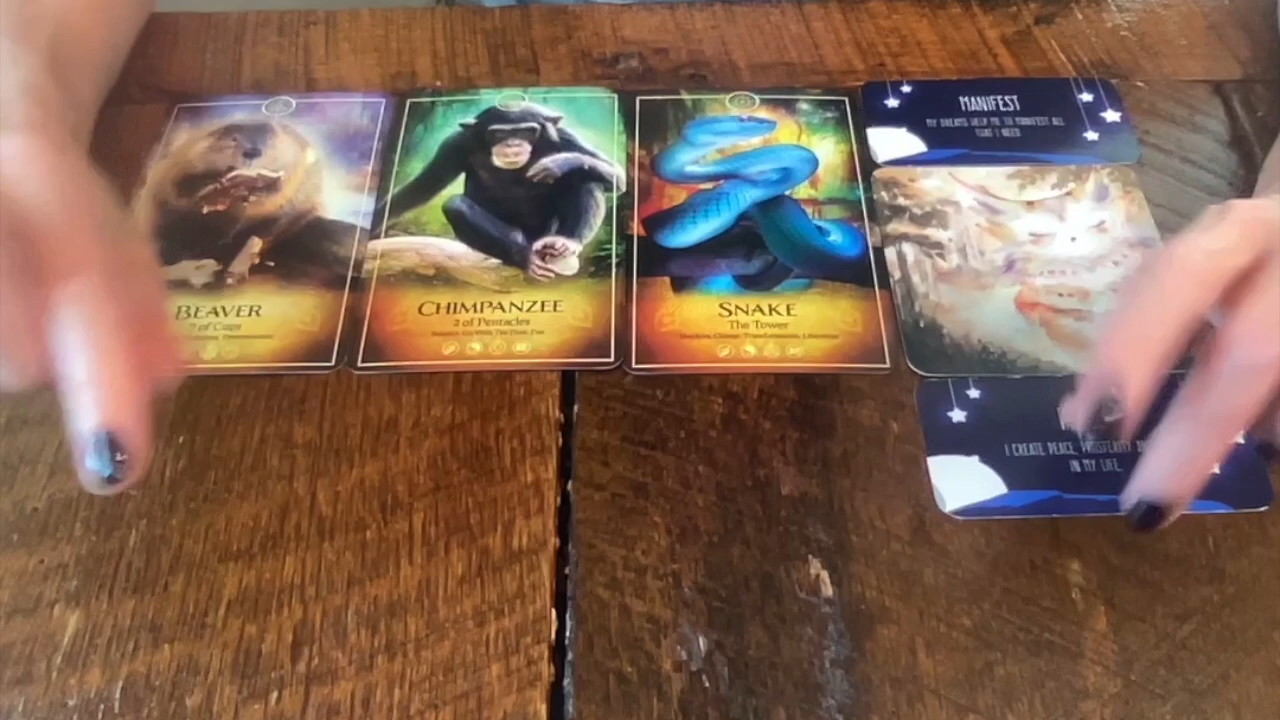 BEAVER
of Cups
CHIMPANZEE
2 of Pentacles
SNAKE
The Tower
MANIFEST
MY DREAMS HELP ME TO MANIFEST ALL
THAT I NEED
I CREATE PEACE, PROSPERITY
IN MY LIFE.